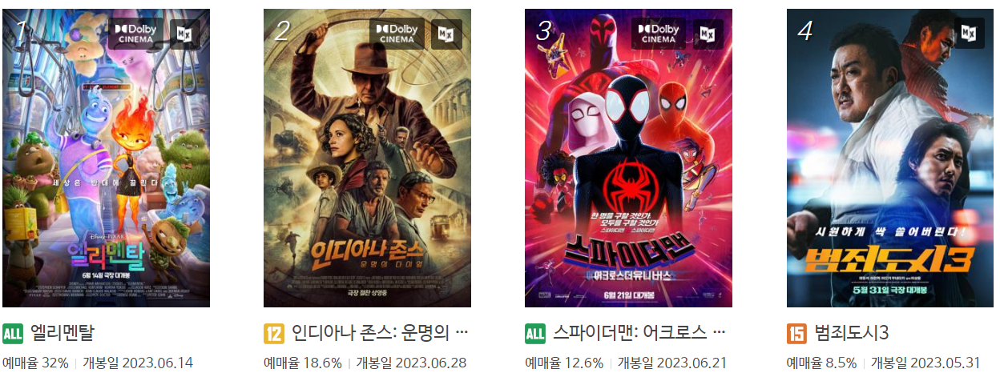 1
Dolby
CINEMA
MX
세상은 반대에 끌린다
Disney · PIXAR
엘리멘탈
6월 14일 극장 대개봉
ALL 엘리멘탈
예매율 32% | 개봉일 2023.06.14
2
Dolby
CINEMA
MX
인디아나 존스
운명의 다이얼
극장 절찬 상영중
12 인디아나 존스: 운명의 ···
예매율 18.6% | 개봉일 2023.06.28
3
Dolby
CINEMA
MX
한 명을 구할 것인가
모두를 구할 것인가
스파이더맨 스파이더맨
스파이더맨
어크로스 더 유니버스
6월 21일 대개봉
ALL 스파이더맨: 어크로스 ···
예매율 12.6% | 개봉일 2023.06.21
4
MX
시원하게 싹 쓸어버린다!
범죄도시3
5월 31일 극장 대개봉
15 범죄도시3
예매율 8.5% | 개봉일 2023.05.31